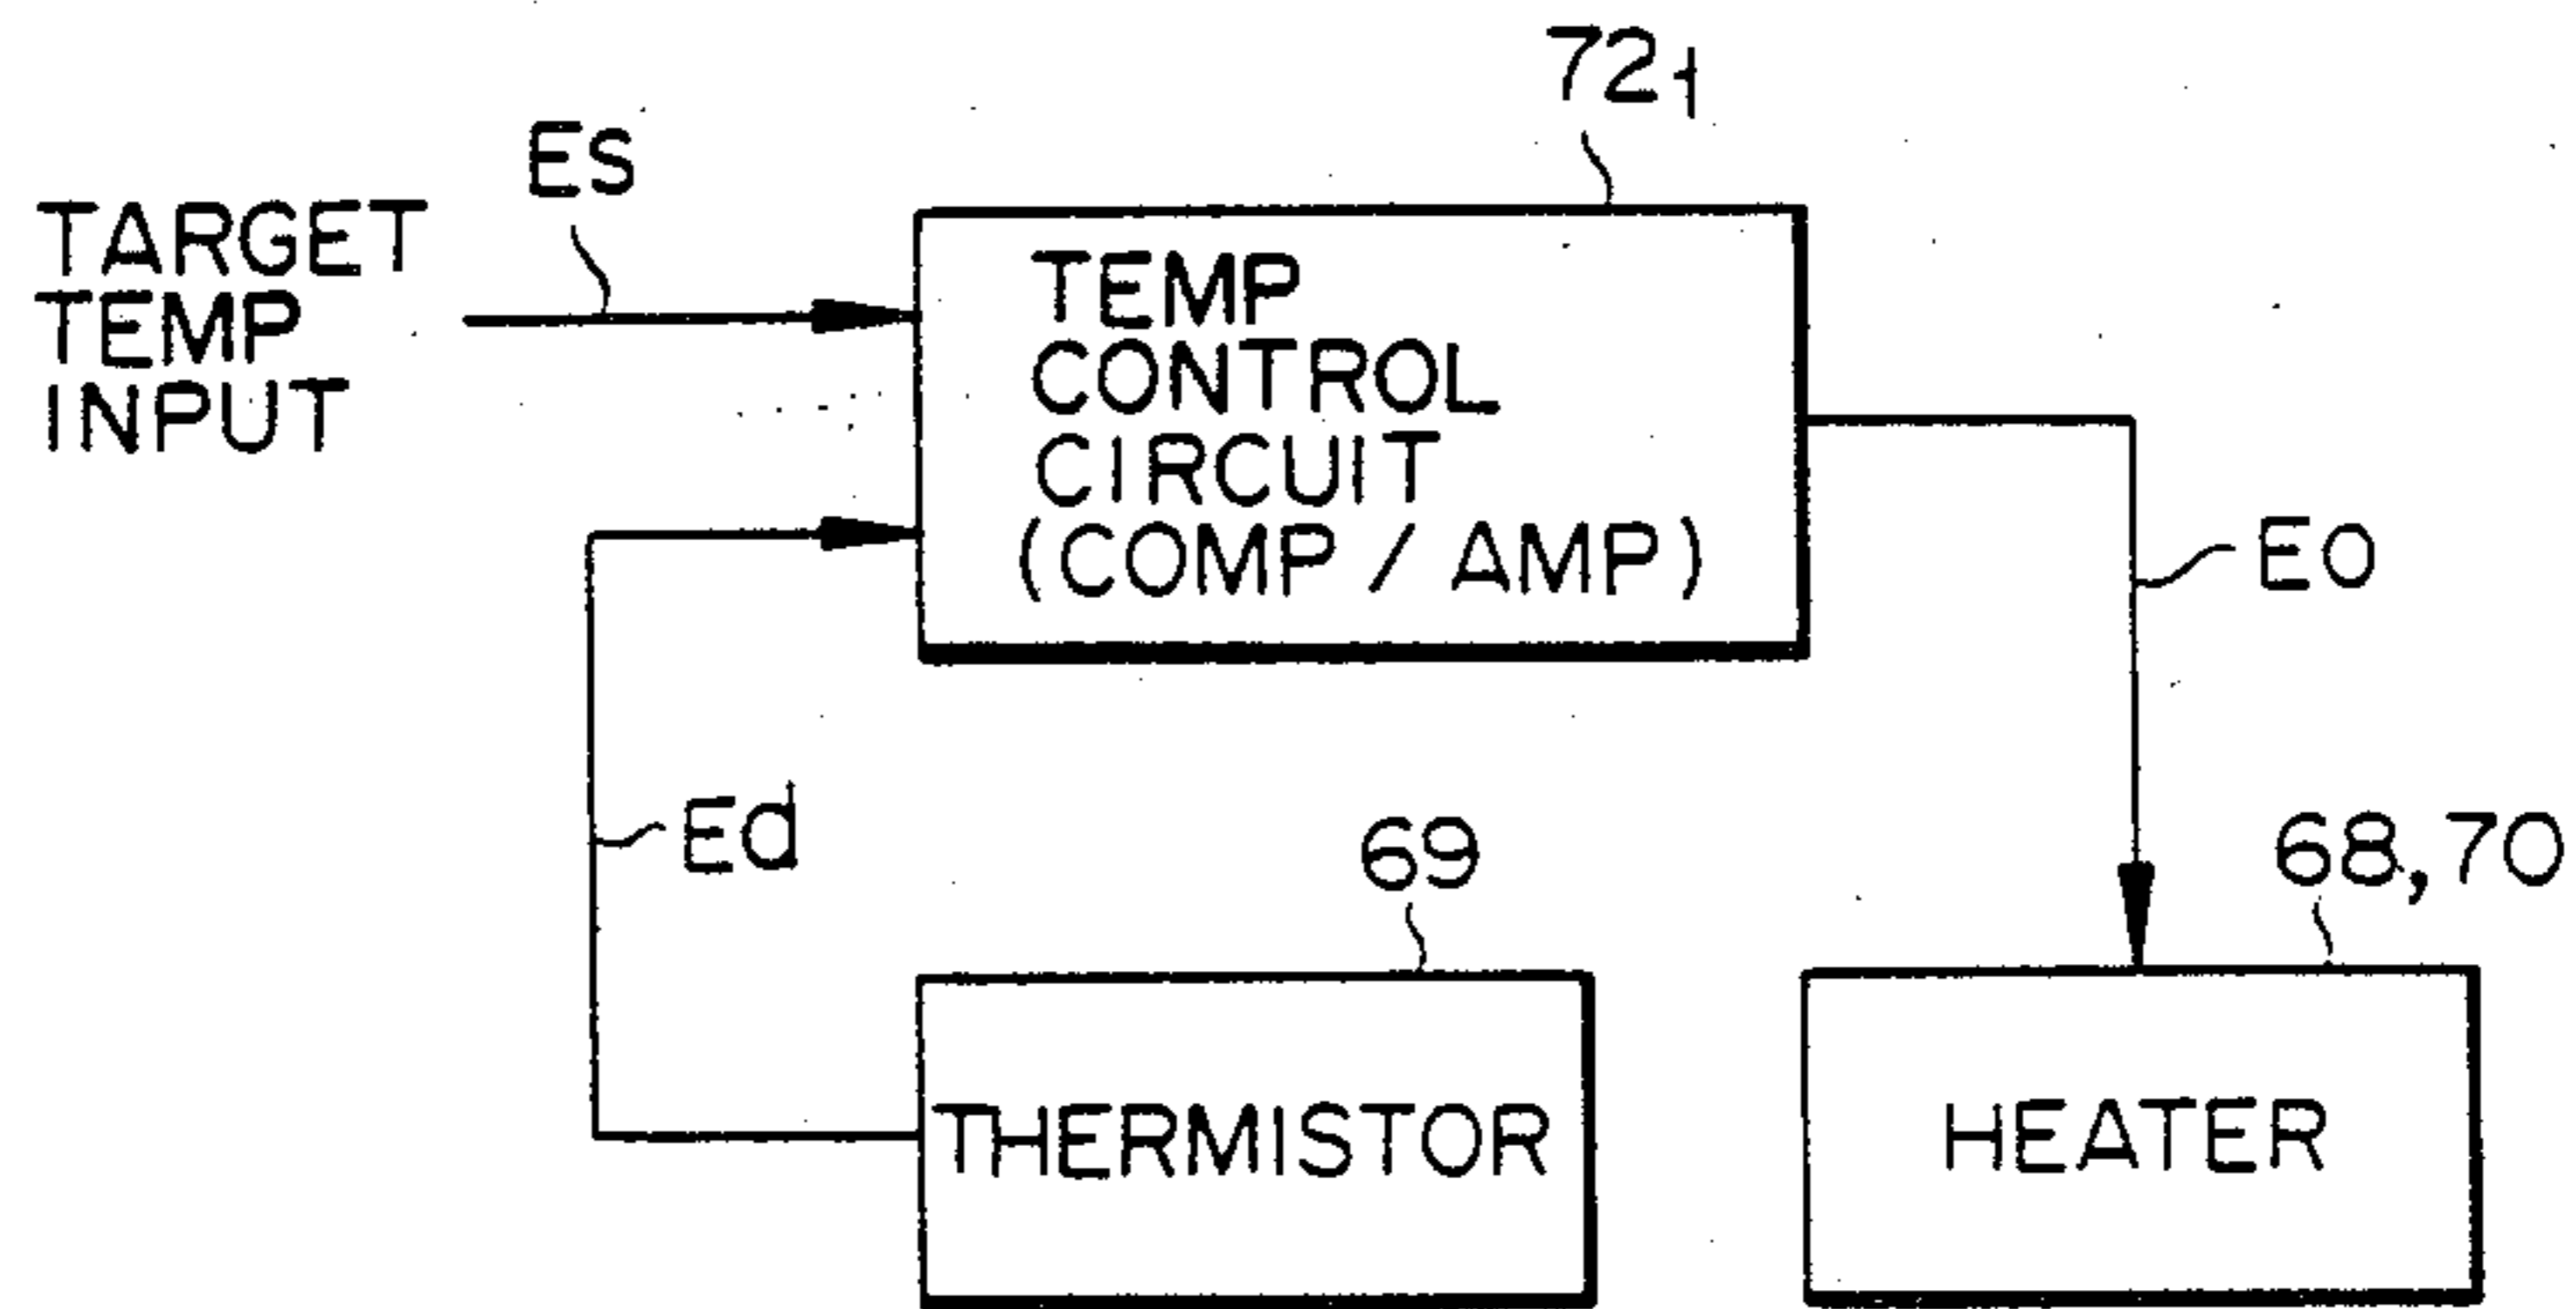 72₁
ES
TARGET
TEMP
INPUT
TEMP
CONTROL
CIRCUIT
(COMP / AMP)
EO
Ed
69
68,70
THERMISTOR
HEATER